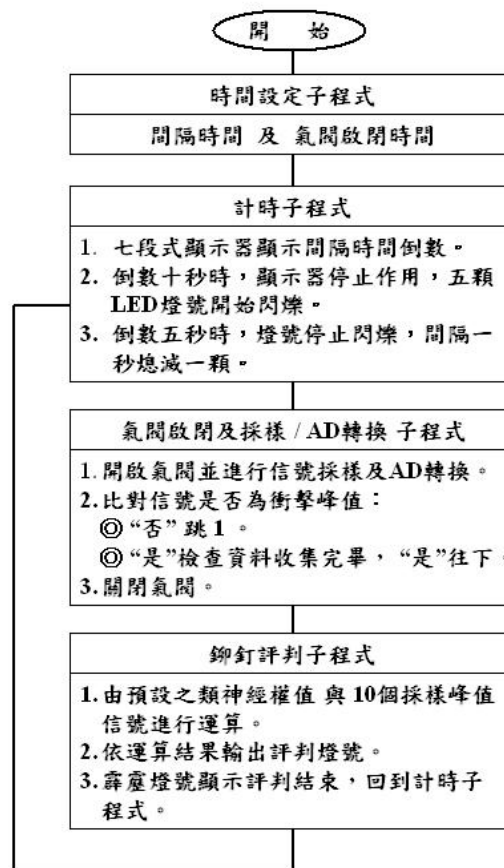 開 始
時間設定子程式
間隔時間 及 氣閥啟閉時間
計時子程式
1. 七段式顯示器顯示間隔時間倒數。
2. 倒數十秒時，顯示器停止作用，五顆
LED燈號開始閃爍。
3. 倒數五秒時，燈號停止閃爍，間隔一
秒熄滅一顆。
氣閥啟閉及採樣 / AD轉換 子程式
1.開啟氣閥並進行信號採樣及AD轉換。
2.比對信號是否為衝擊峰值：
◎“否” 跳 1 。
◎“是”檢查資料收集完畢， “是”往下。
3.關閉氣閥。
鉚釘評判子程式
1.由預設之類神經權值 與 10個採樣峰值
信號進行運算。
2.依運算結果輸出評判燈號。
3.霹靂燈號顯示評判結束，回到計時子
程式。